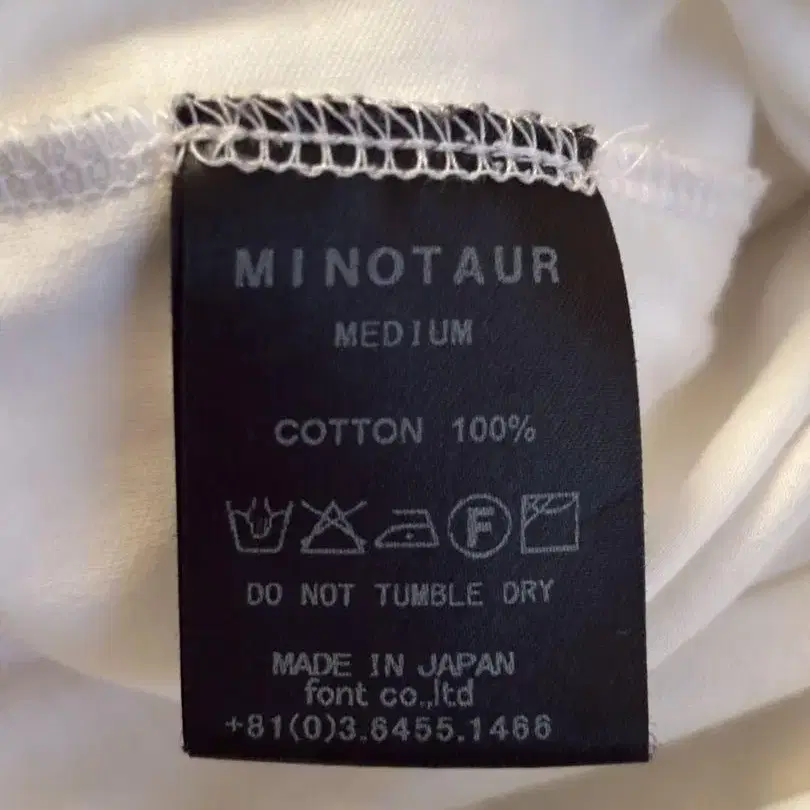 MINOTAUR
MEDIUM
COTTON 100%
F
DO NOT TUMBLE DRY
MADE IN JAPAN
font co.,ltd
+81(0)3.6455.1466